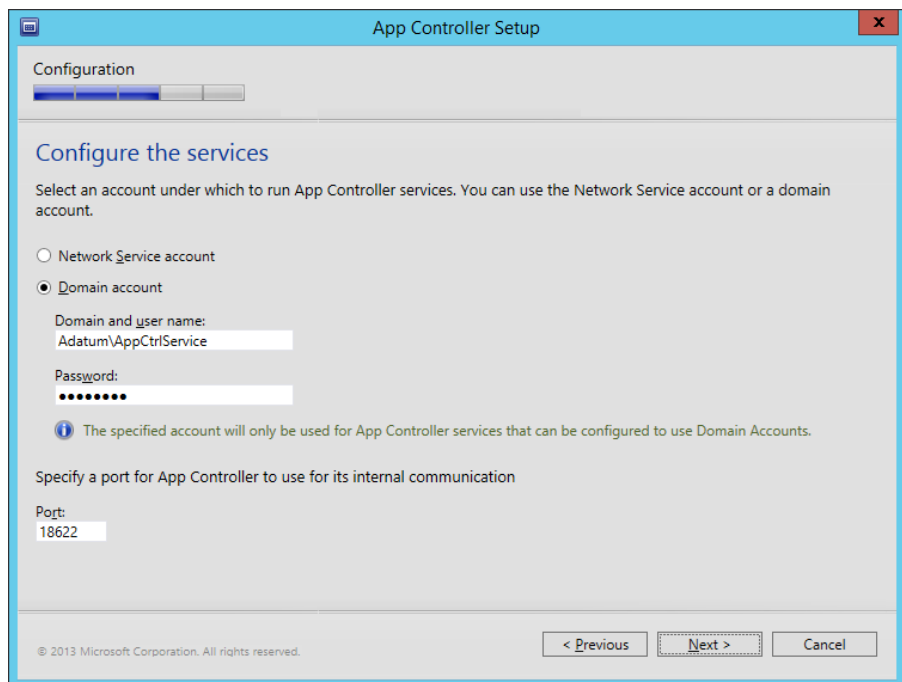 App Controller Setup
x
Configuration
Configure the services
Select an account under which to run App Controller services. You can use the Network Service account or a domain
account.
Network Service account
Domain account
Domain and user name:
Adatum\AppCtrlService
Password:
••••••••
The specified account will only be used for App Controller services that can be configured to use Domain Accounts.
Specify a port for App Controller to use for its internal communication
Port:
18622
© 2013 Microsoft Corporation. All rights reserved.
< Previous
Next >
Cancel